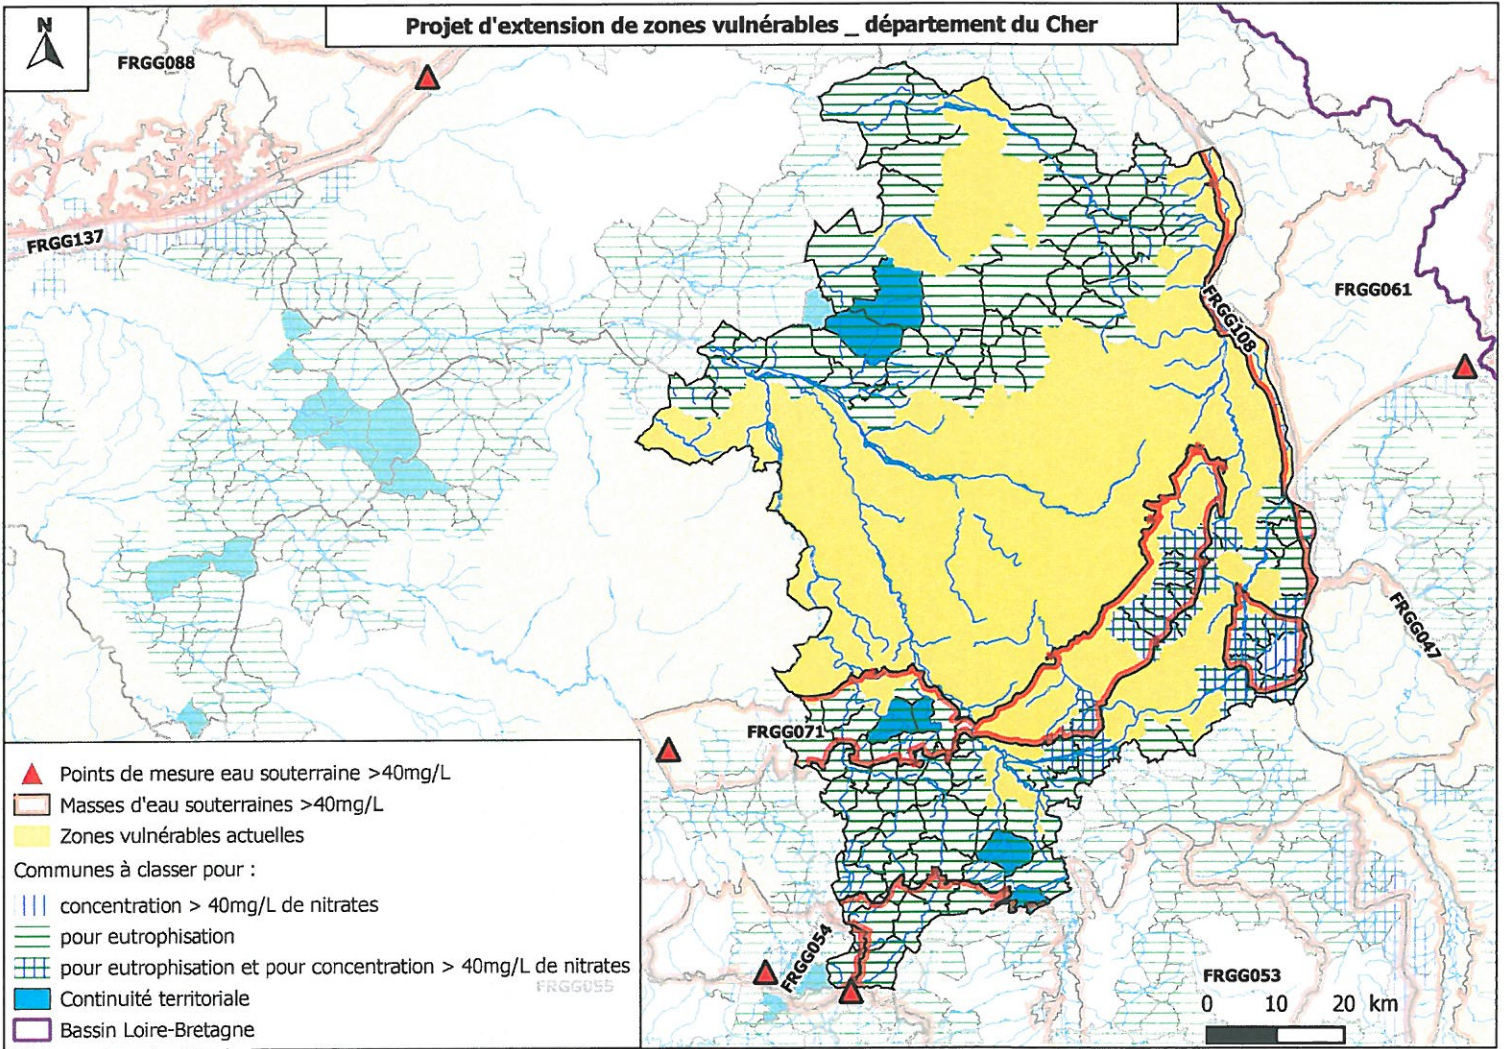 Projet d'extension de zones vulnérables _ département du Cher
N
FRGG088
FRGG137
FRGG061
FRGG108
FRGG047
FRGG071
FRGG054
FRGG053
0 10 20 km
Points de mesure eau souterraine >40mg/L
Masses d'eau souterraines >40mg/L
Zones vulnérables actuelles
Communes à classer pour :
concentration > 40mg/L de nitrates
pour eutrophisation
pour eutrophisation et pour concentration > 40mg/L de nitrates
FRGG055
Continuité territoriale
Bassin Loire-Bretagne